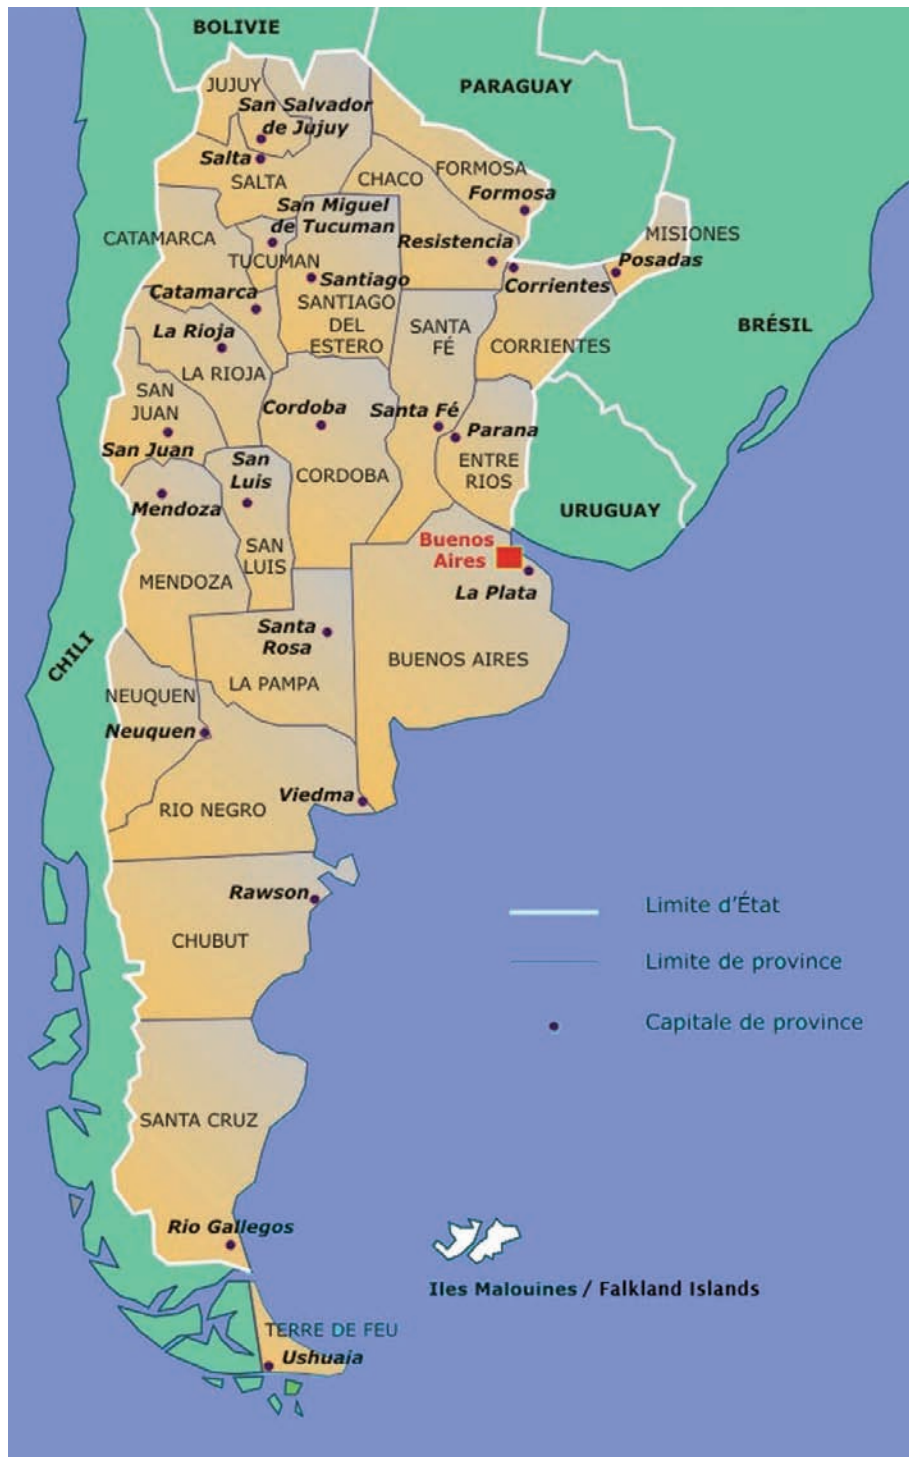 BOLIVIE
PARAGUAY
JUJUY
San Salvador
de Jujuy
Salta
SALTA
CHACO
FORMOSA
Formosa
San Miguel
de Tucuman
CATAMARCA
TUCUMAN
Resistencia
MISIONES
Posadas
Santiago
Corrientes
Catamarca
SANTIAGO
DEL
ESTERO
SANTA
FÉ
BRÉSIL
La Rioja
CORRIENTES
LA RIOJA
SAN
JUAN
Cordoba
Santa Fé
Parana
San Juan
San
Luis
CORDOBA
ENTRE
RIOS
Mendoza
URUGUAY
Buenos
Aires
SAN
LUIS
MENDOZA
La Plata
Santa
Rosa
CHILI
BUENOS AIRES
LA PAMPA
NEUQUEN
Neuquen
Viedma
RIO NEGRO
Rawson
Limite d'État
CHUBUT
Limite de province
Capitale de province
SANTA CRUZ
Rio Gallegos
Iles Malouines / Falkland Islands
TERRE DE FEU
Ushuaia